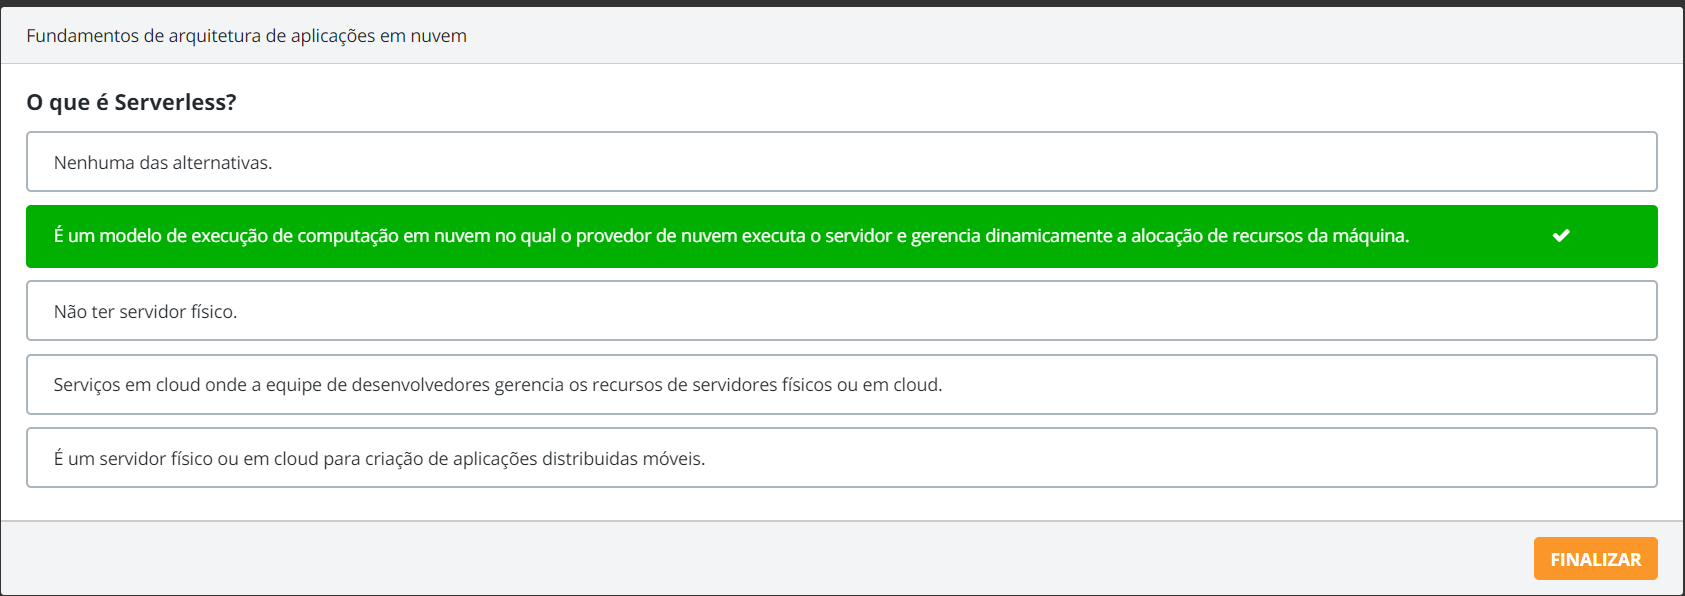 Fundamentos de arquitetura de aplicações em nuvem
O que é Serverless?
Nenhuma das alternativas.
É um modelo de execução de computação em nuvem no qual o provedor de nuvem executa o servidor e gerencia dinamicamente a alocação de recursos da máquina.
Não ter servidor físico.
Serviços em cloud onde a equipe de desenvolvedores gerencia os recursos de servidores físicos ou em cloud.
É um servidor físico ou em cloud para criação de aplicações distribuidas móveis.
FINALIZAR